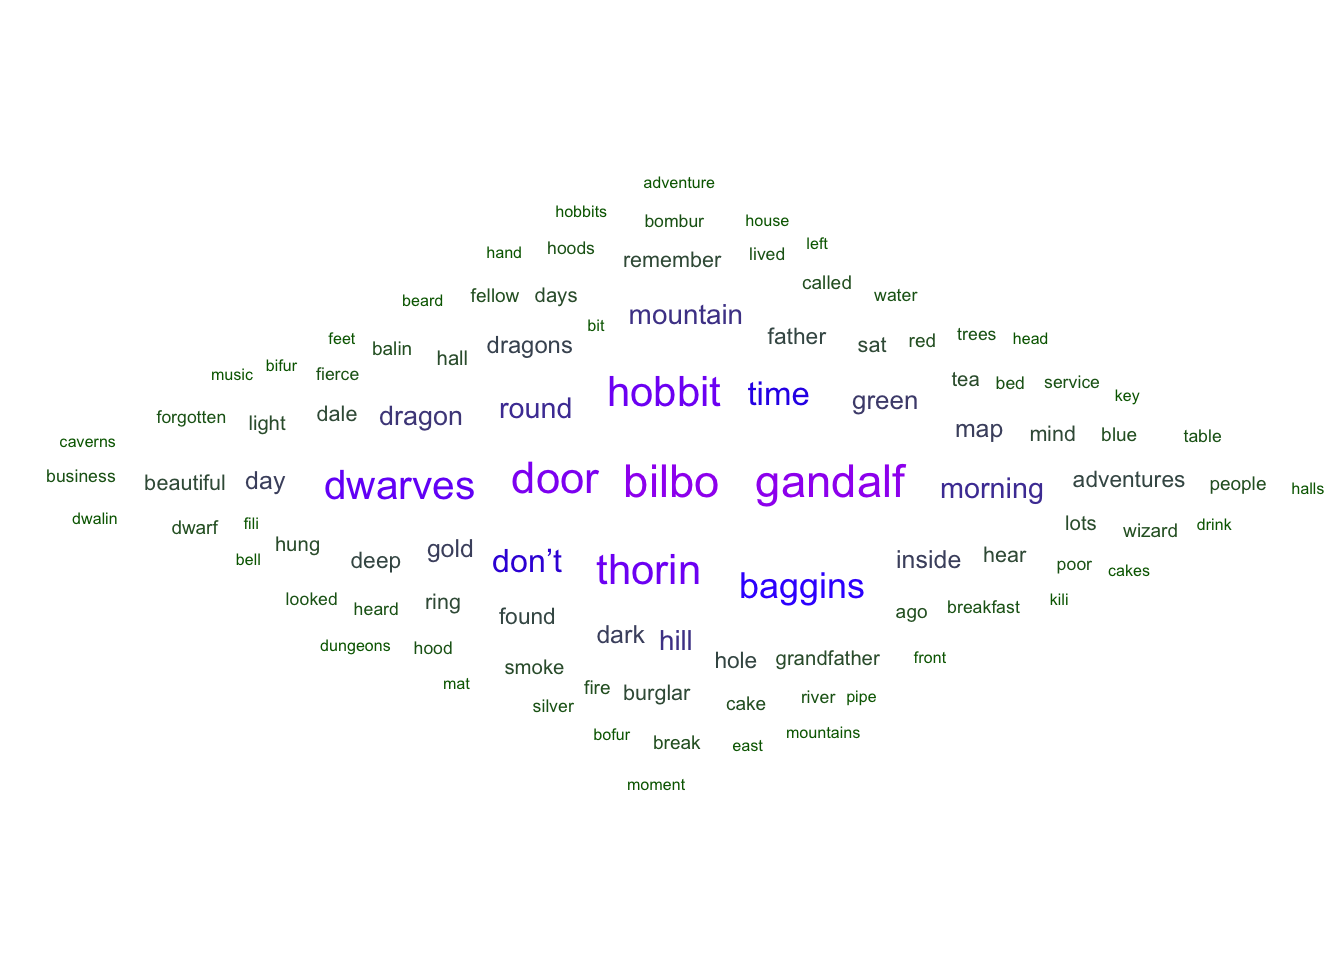 adventure
hobbits
bombur
house
left
hand
hoods
remember
lived
called
beard
fellow
days
water
bit
mountain
feet
balin
hall
dragons
father
sat
red
trees
head
music
bifur
fierce
hobbit
time
tea
bed
service
key
forgotten
light
dale
dragon
round
green
map
mind
blue
table
caverns
business
beautiful
day
dwarves
door
bilbo
gandalf
morning
adventures
people
halls
dwalin
dwarf
fili
lots
wizard
drink
bell
hung
deep
gold
don’t
thorin
baggins
inside
hear
poor
cakes
looked
heard
ring
found
ago
breakfast
kili
dungeons
hood
dark
hill
hole
grandfather
front
mat
smoke
silver
fire
burglar
cake
river
pipe
bofur
break
east
mountains
moment